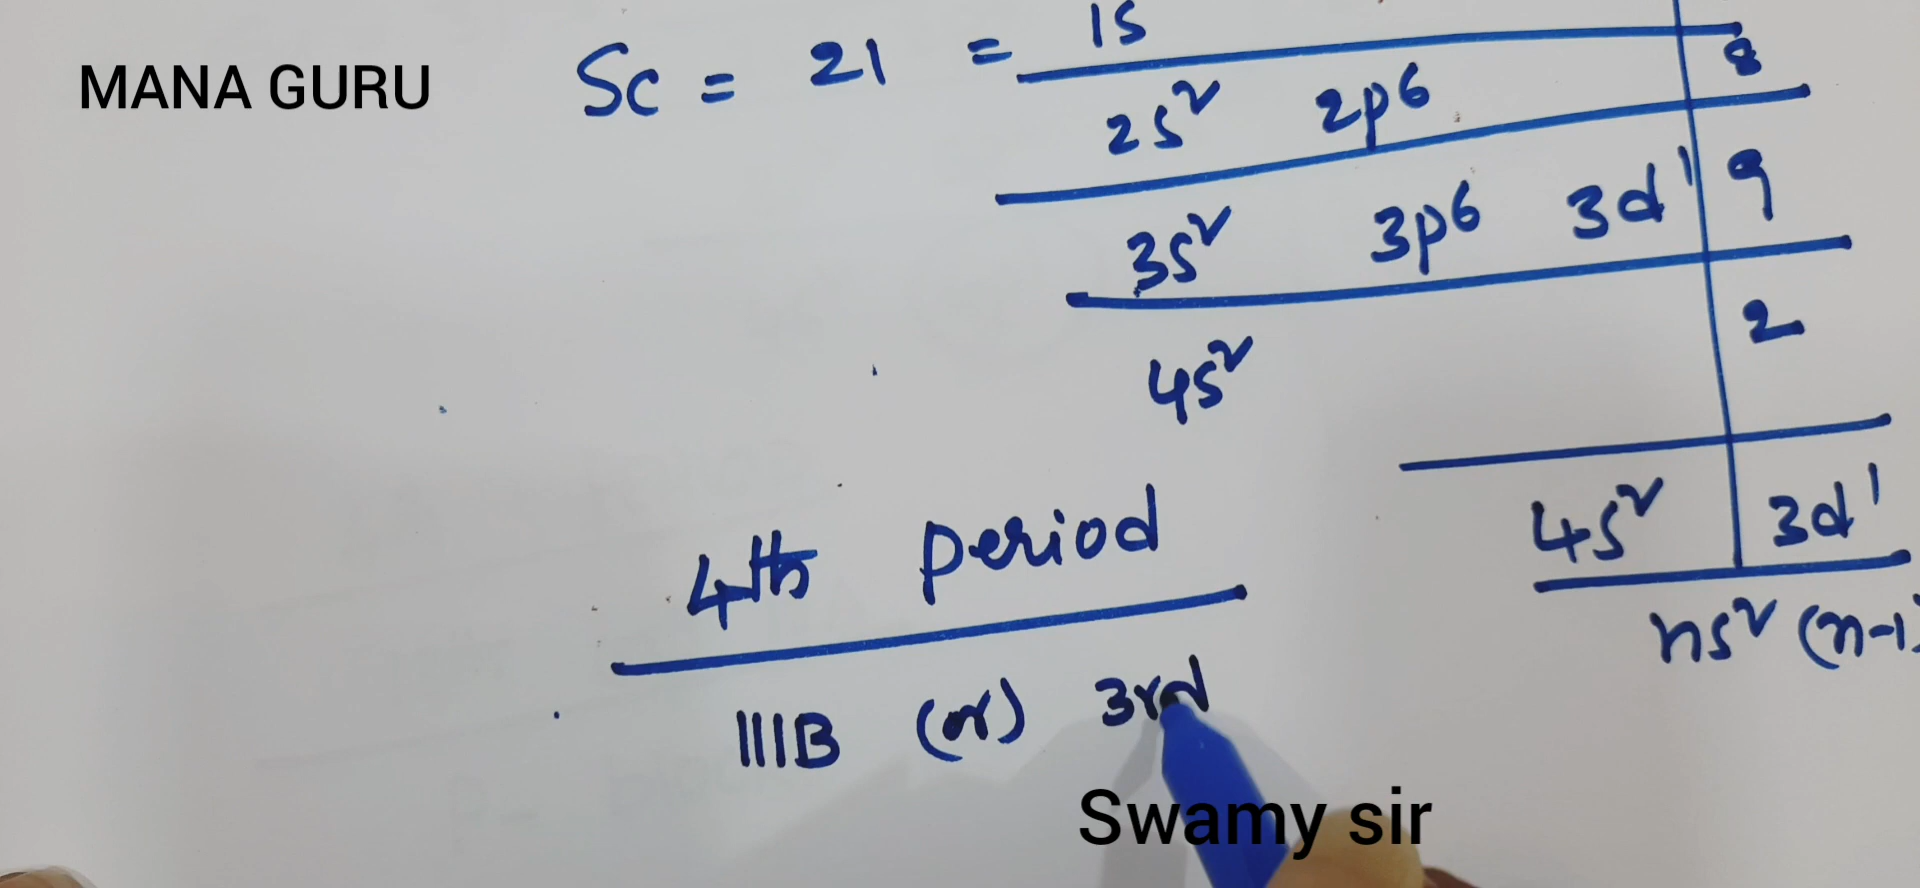 MANA GURU
Sc = 21 = 1s
2s² 2p6 8
3s² 3p6 3d¹ 9
4s² 2
4s² 3d¹
ns² (n-1)
4th period
IIIB (or) 3rd
Swamy sir